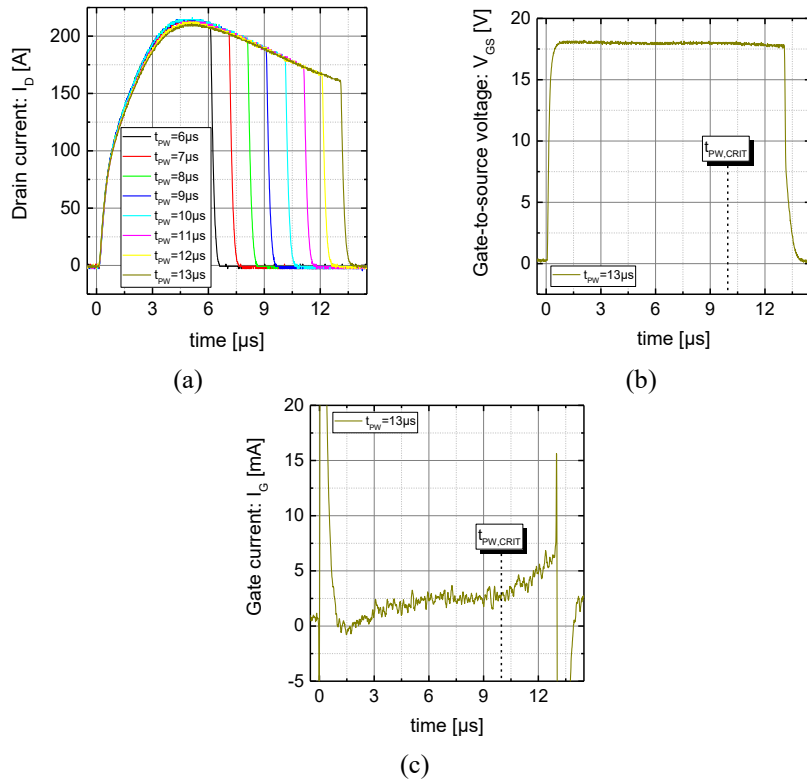 Drain current: I_D [A]
200
150
100
50
0
t_PW=6µs
t_PW=7µs
t_PW=8µs
t_PW=9µs
t_PW=10µs
t_PW=11µs
t_PW=12µs
t_PW=13µs
0 3 6 9 12
time [µs]
(a)
Gate-to-source voltage: V_GS [V]
20
15
10
5
0
t_PW,CRIT
t_PW=13µs
0 3 6 9 12
time [µs]
(b)
Gate current: I_G [mA]
20
15
10
5
0
-5
t_PW=13µs
t_PW,CRIT
0 3 6 9 12
time [µs]
(c)